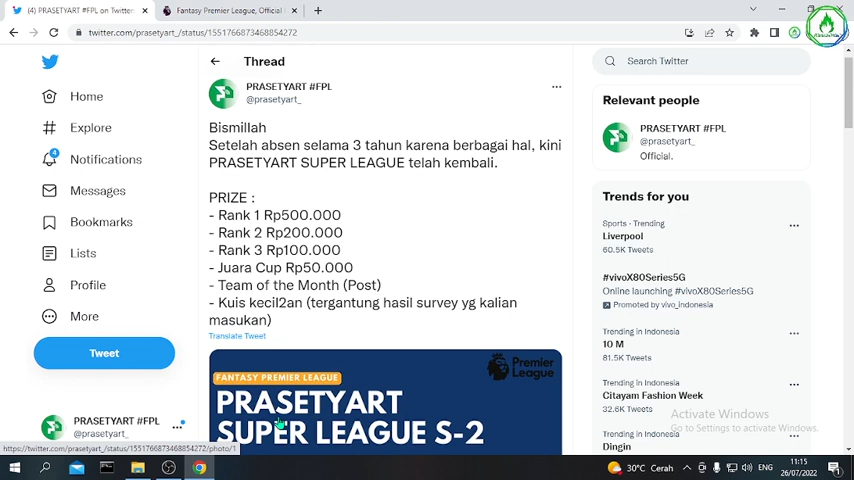 PRASETYART #FPL on Twitter:
Fantasy Premier League, Official
twitter.com/prasetyart_/status/1551766873468854272
Thread
Search Twitter
Home
Explore
4
Notifications
Messages
Bookmarks
Lists
Profile
More
Tweet
PRASETYART #FPL
@prasetyart_
PRASETYART #FPL
@prasetyart_
Bismillah
Setelah absen selama 3 tahun karena berbagai hal, kini
PRASETYART SUPER LEAGUE telah kembali.
PRIZE :
- Rank 1 Rp500.000
- Rank 2 Rp200.000
- Rank 3 Rp100.000
- Juara Cup Rp50.000
- Team of the Month (Post)
- Kuis kecil2an (tergantung hasil survey yg kalian
masukan)
Translate Tweet
Premier
League
FANTASY PREMIER LEAGUE
PRASETYART
SUPER LEAGUE S-2
Relevant people
PRASETYART #FPL
@prasetyart_
Official.
Trends for you
Sports · Trending
Liverpool
60.5K Tweets
#vivoX80Series5G
Online launching #vivoX80Series5G
Promoted by vivo_indonesia
Trending in Indonesia
10 M
81.5K Tweets
Trending in Indonesia
Citayam Fashion Week
32.6K Tweets
Trending in Indonesia
Dingin
Activate Windows
Go to Settings to activate Windows.
https://twitter.com/prasetyart_/status/1551766873468854272/photo/1
30°C Cerah
ENG
11:15
26/07/2022